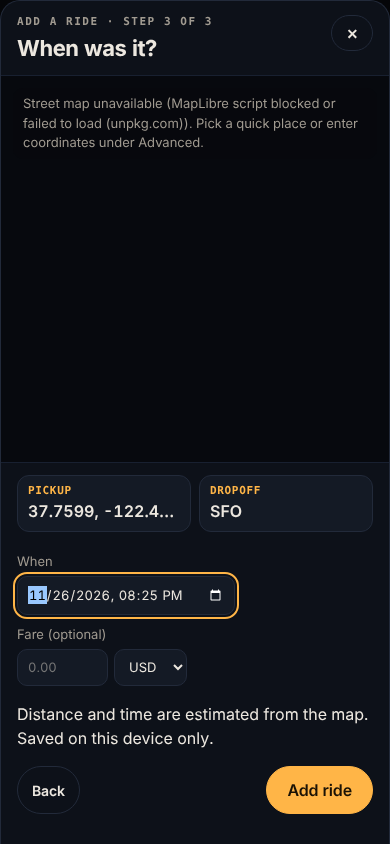 ADD A RIDE · STEP 3 OF 3
When was it?
×
Street map unavailable (MapLibre script blocked or
failed to load (unpkg.com)). Pick a quick place or enter
coordinates under Advanced.
PICKUP
37.7599, -122.4...
DROPOFF
SFO
When
11/26/2026, 08:25 PM
Fare (optional)
0.00
USD
Distance and time are estimated from the map.
Saved on this device only.
Back
Add ride